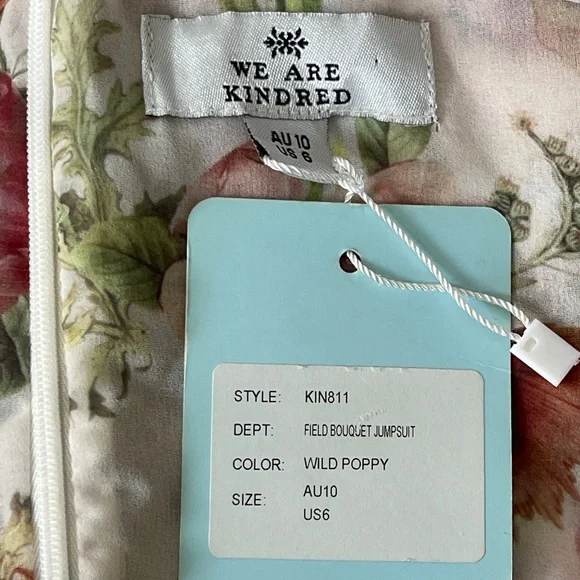 WE ARE
KINDRED
AU 10
US 6
STYLE: KIN811
DEPT: FIELD BOUQUET JUMPSUIT
COLOR: WILD POPPY
SIZE: AU10
US6